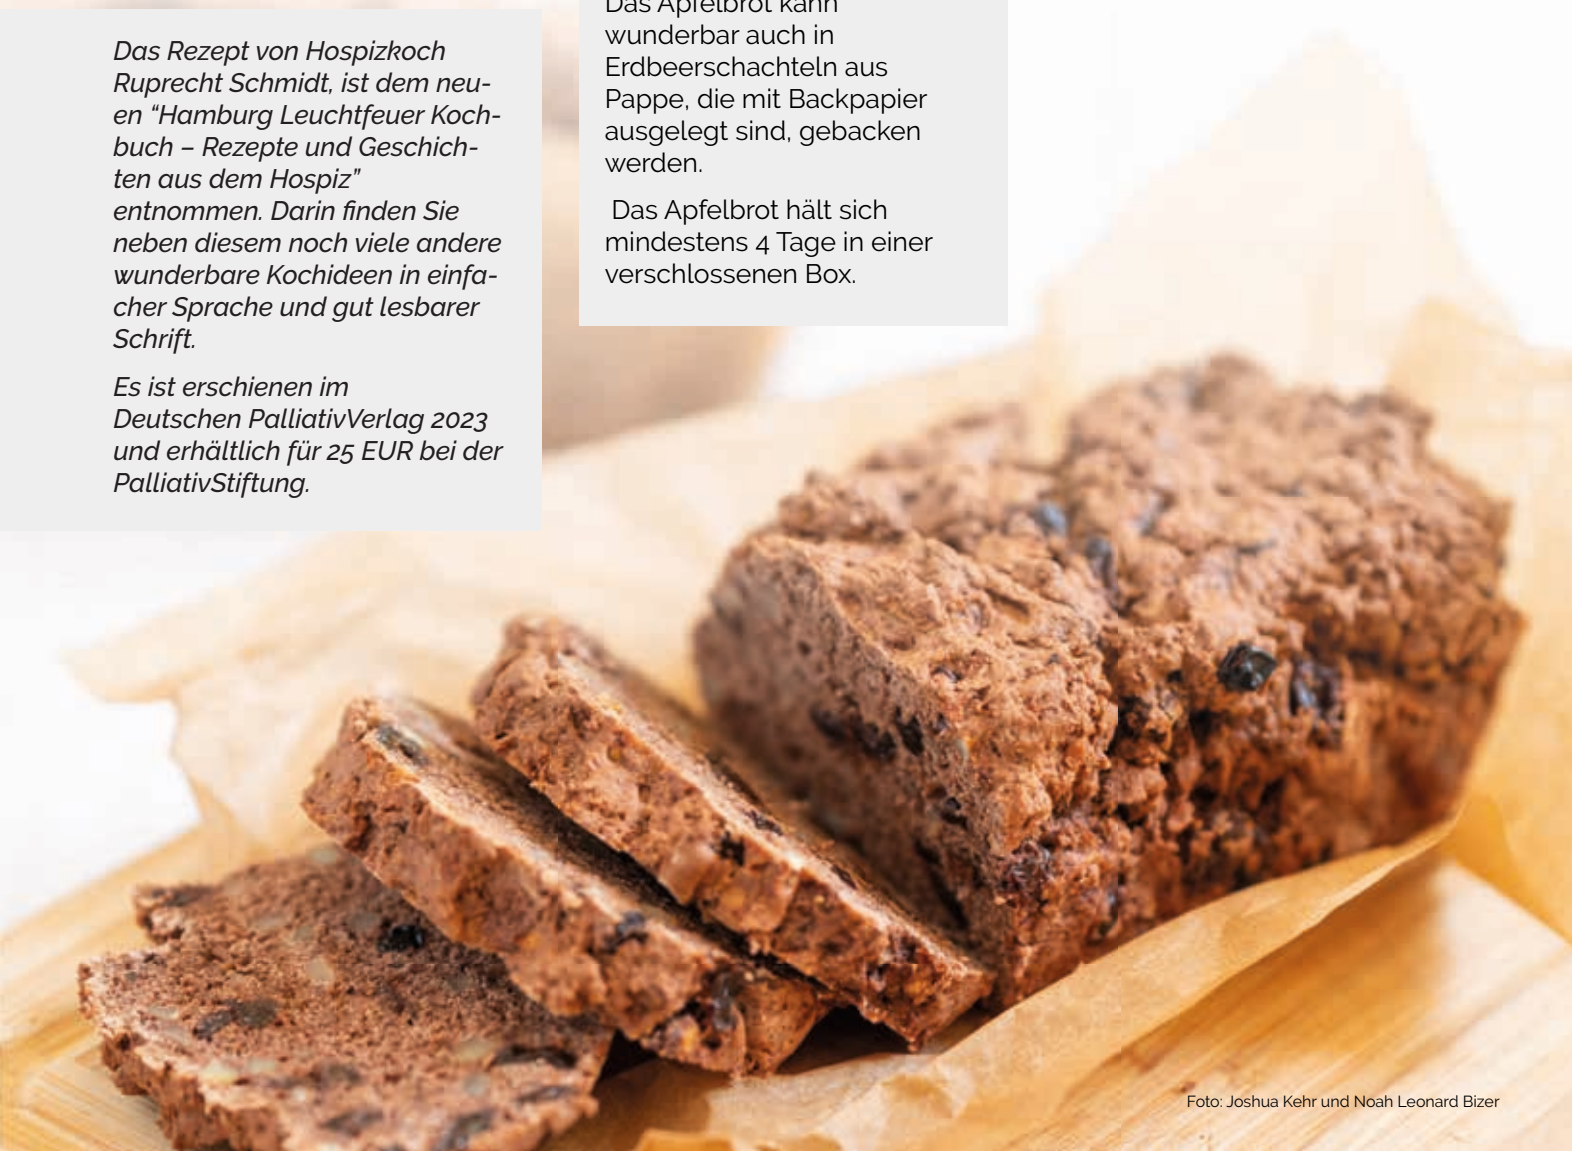 Das Rezept von Hospizkoch
Ruprecht Schmidt, ist dem neu-
en “Hamburg Leuchtfeuer Koch-
buch – Rezepte und Geschich-
ten aus dem Hospiz”
entnommen. Darin finden Sie
neben diesem noch viele andere
wunderbare Kochideen in einfa-
cher Sprache und gut lesbarer
Schrift.
Es ist erschienen im
Deutschen PalliativVerlag 2023
und erhältlich für 25 EUR bei der
PalliativStiftung.
Das Apfelbrot kann
wunderbar auch in
Erdbeerschachteln aus
Pappe, die mit Backpapier
ausgelegt sind, gebacken
werden.
Das Apfelbrot hält sich
mindestens 4 Tage in einer
verschlossenen Box.
Foto: Joshua Kehr und Noah Leonard Bizer